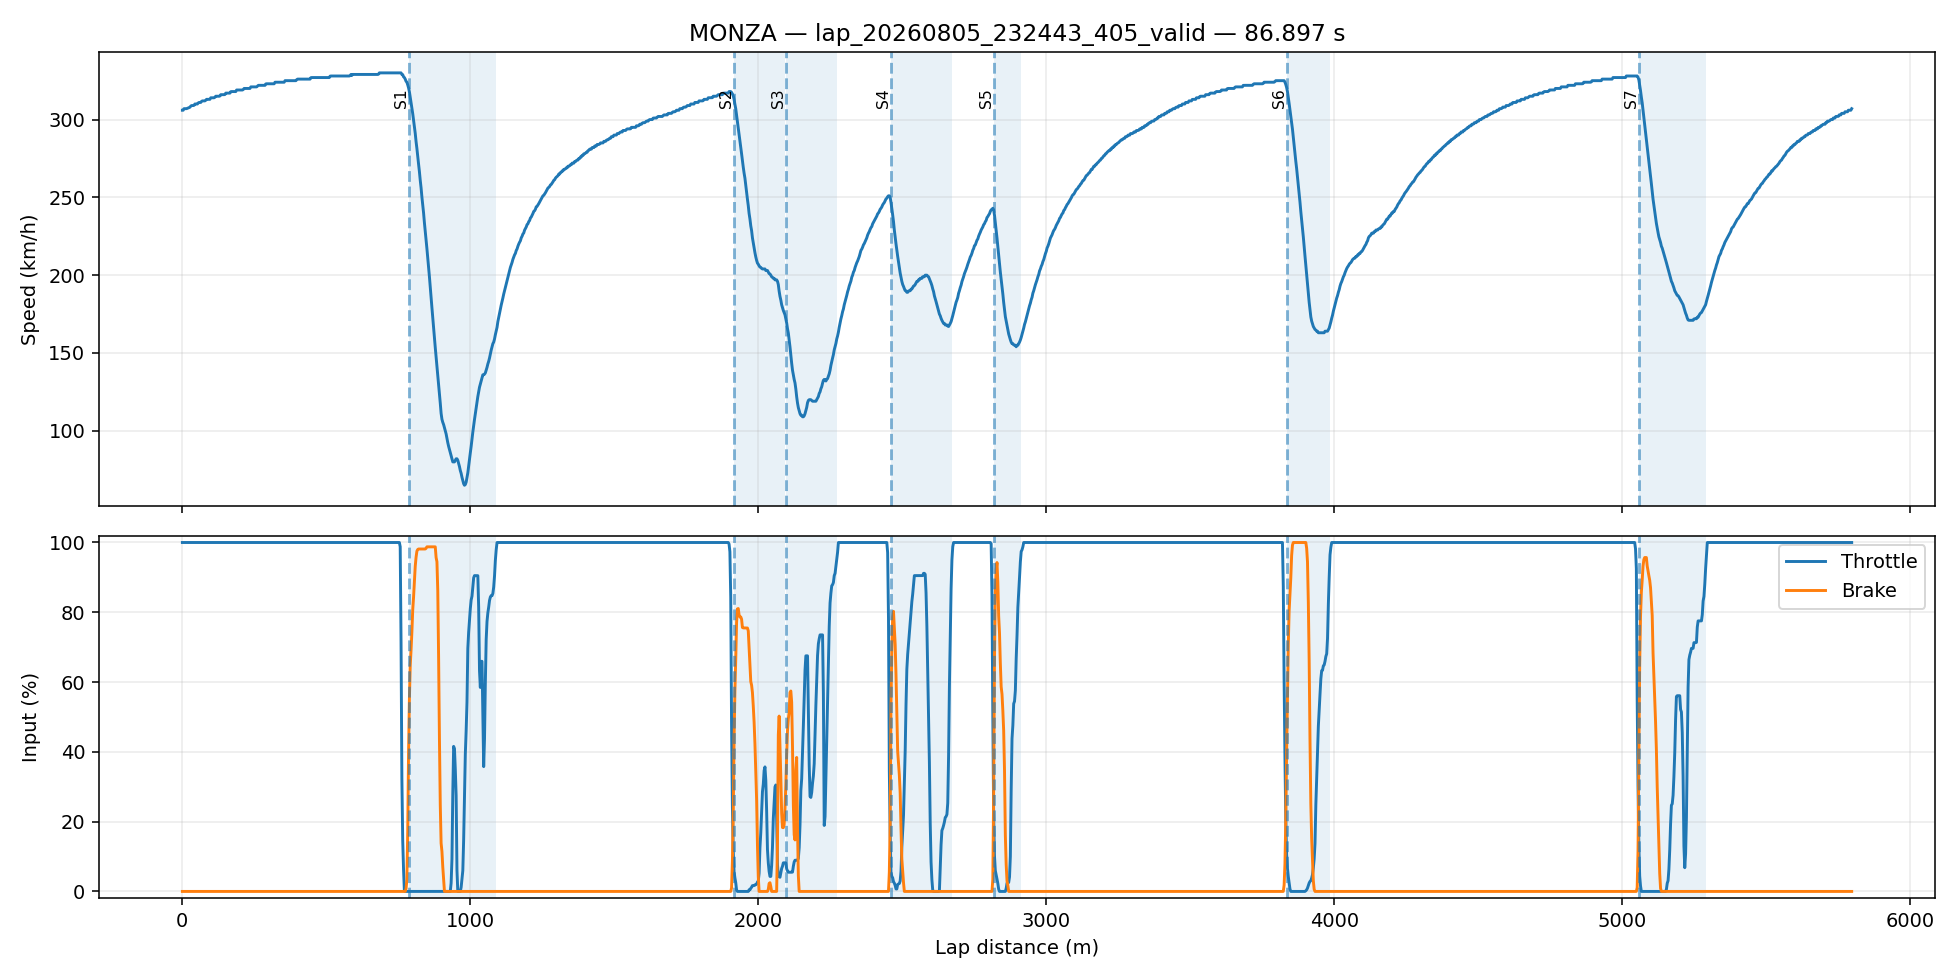 MONZA — lap_20260805_232443_405_valid — 86.897 s
Speed (km/h)
300
250
200
150
100
S1
S2
S3
S4
S5
S6
S7
Input (%)
100
80
60
40
20
0
Throttle
Brake
0
1000
2000
3000
4000
5000
6000
Lap distance (m)